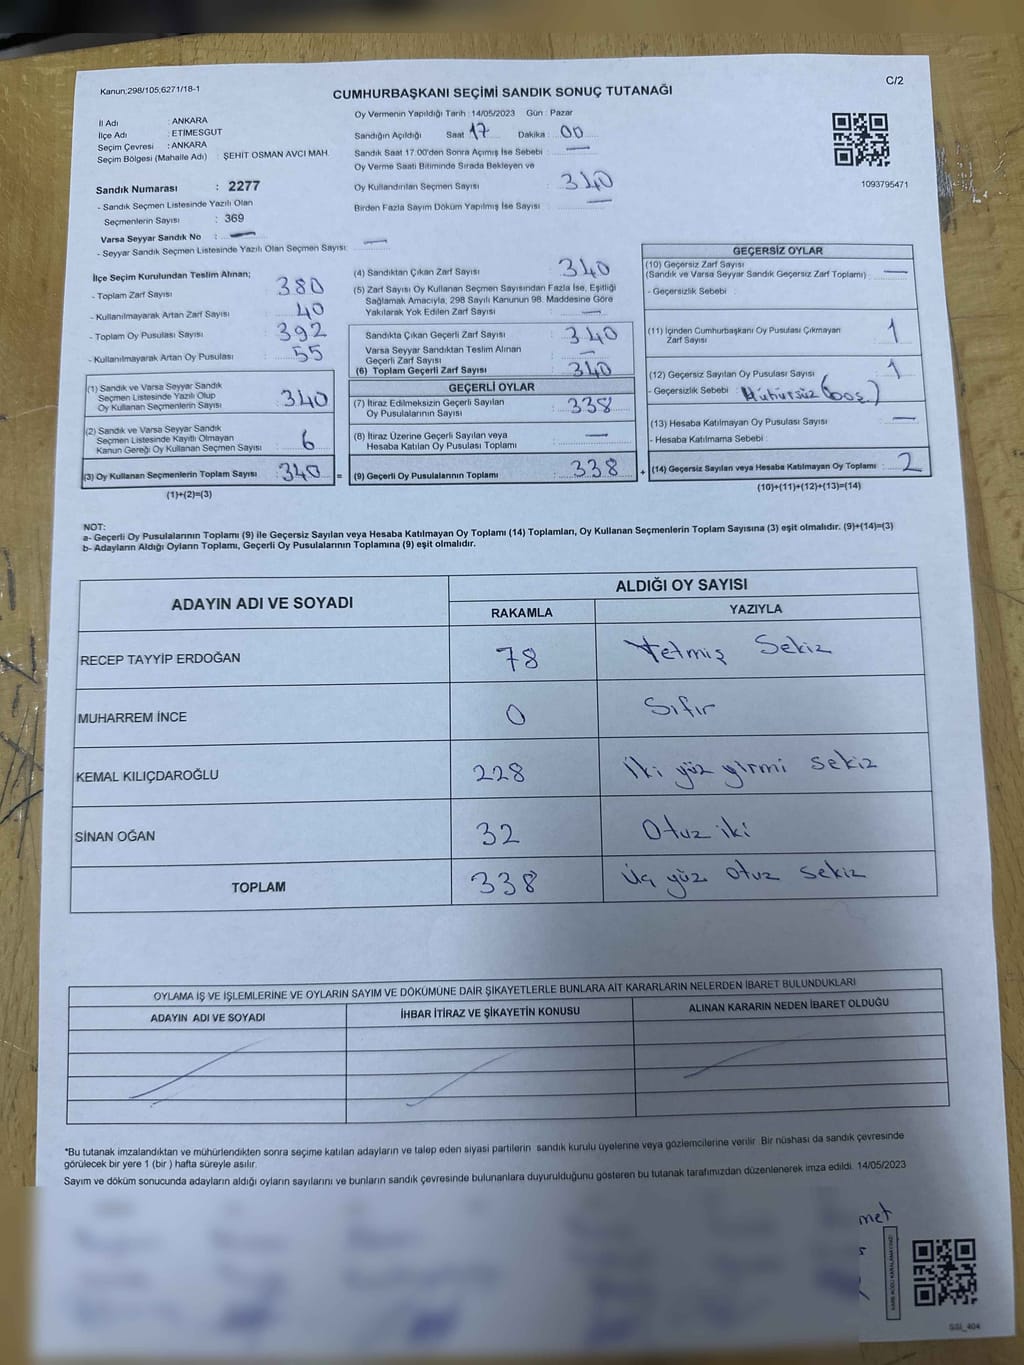 Kanun;298/105;6271/18-1
C/2
CUMHURBAŞKANI SEÇİMİ SANDIK SONUÇ TUTANAĞI
İl Adı : ANKARA
İlçe Adı : ETİMESGUT
Seçim Çevresi : ANKARA
Seçim Bölgesi (Mahalle Adı) : ŞEHİT OSMAN AVCI MAH.
Sandık Numarası : 2277
- Sandık Seçmen Listesinde Yazılı Olan
Seçmenlerin Sayısı : 369
Varsa Seyyar Sandık No : —
- Seyyar Sandık Seçmen Listesinde Yazılı Olan Seçmen Sayısı: —
Oy Vermenin Yapıldığı Tarih : 14/05/2023 Gün : Pazar
Sandığın Açıldığı Saat 17 Dakika : 00
Sandık Saat 17:00'den Sonra Açımış İse Sebebi : —
Oy Verme Saati Bitiminde Sırada Bekleyen ve
Oy Kullandırılan Seçmen Sayısı : 340
Birden Fazla Sayım Döküm Yapılmış İse Sayısı : —
1093795471
İlçe Seçim Kurulundan Teslim Alınan;
- Toplam Zarf Sayısı : 380
- Kullanılmayarak Artan Zarf Sayısı : 40
- Toplam Oy Pusulası Sayısı : 392
- Kullanılmayarak Artan Oy Pusulası : 55
(1) Sandık ve Varsa Seyyar Sandık
Seçmen Listesinde Yazılı Olup
Oy Kullanan Seçmenlerin Sayısı : 340
(2) Sandık ve Varsa Seyyar Sandık
Seçmen Listesinde Kayıtlı Olmayan
Kanun Gereği Oy Kullanan Seçmen Sayısı : 6
(3) Oy Kullanan Seçmenlerin Toplam Sayısı : 340 =
(1)+(2)=(3)
(4) Sandıktan Çıkan Zarf Sayısı : 340
(5) Zarf Sayısı Oy Kullanan Seçmen Sayısından Fazla İse, Eşitliği
Sağlamak Amacıyla, 298 Sayılı Kanunun 98. Maddesine Göre
Yakılarak Yok Edilen Zarf Sayısı : —
Sandıkta Çıkan Geçerli Zarf Sayısı : 340
Varsa Seyyar Sandıktan Teslim Alınan
Geçerli Zarf Sayısı : —
(6) Toplam Geçerli Zarf Sayısı : 340
GEÇERLİ OYLAR
(7) İtiraz Edilmeksizin Geçerli Sayılan
Oy Pusulalarının Sayısı : 338
(8) İtiraz Üzerine Geçerli Sayılan veya
Hesaba Katılan Oy Pusulası Toplamı : —
(9) Geçerli Oy Pusulalarının Toplamı : 338 +
GEÇERSİZ OYLAR
(10) Geçersiz Zarf Sayısı
(Sandık ve Varsa Seyyar Sandık Geçersiz Zarf Toplamı) : —
- Geçersizlik Sebebi :
(11) İçinden Cumhurbaşkanı Oy Pusulası Çıkmayan
Zarf Sayısı : 1
(12) Geçersiz Sayılan Oy Pusulası Sayısı : 1
- Geçersizlik Sebebi : Mühürsüz (boş)
(13) Hesaba Katılmayan Oy Pusulası Sayısı : —
- Hesaba Katılmama Sebebi :
(14) Geçersiz Sayılan veya Hesaba Katılmayan Oy Toplamı : 2
(10)+(11)+(12)+(13)=(14)
NOT:
a- Geçerli Oy Pusulalarının Toplamı (9) ile Geçersiz Sayılan veya Hesaba Katılmayan Oy Toplamı (14) Toplamları, Oy Kullanan Seçmenlerin Toplam Sayısına (3) eşit olmalıdır. (9)+(14)=(3)
b- Adayların Aldığı Oyların Toplamı, Geçerli Oy Pusulalarının Toplamına (9) eşit olmalıdır.
ADAYIN ADI VE SOYADI
ALDIĞI OY SAYISI
RAKAMLA YAZIYLA
RECEP TAYYİP ERDOĞAN 78 Yetmiş Sekiz
MUHARREM İNCE 0 Sıfır
KEMAL KILIÇDAROĞLU 228 İki yüz yirmi sekiz
SİNAN OĞAN 32 Otuz iki
TOPLAM 338 üç yüz otuz sekiz
OYLAMA İŞ VE İŞLEMLERİNE VE OYLARIN SAYIM VE DÖKÜMÜNE DAİR ŞİKAYETLERLE BUNLARA AİT KARARLARIN NELERDEN İBARET BULUNDUKLARI
ADAYIN ADI VE SOYADI İHBAR İTİRAZ VE ŞİKAYETİN KONUSU ALINAN KARARIN NEDEN İBARET OLDUĞU
*Bu tutanak imzalandıktan ve mühürlendikten sonra seçime katılan adayların ve talep eden siyasi partilerin sandık kurulu üyelerine veya gözlemcilerine verilir. Bir nüshası da sandık çevresinde
görülecek bir yere 1 (bir ) hafta süreyle asılır.
Sayım ve döküm sonucunda adayların aldığı oyların sayılarını ve bunların sandık çevresinde bulunanlara duyurulduğunu gösteren bu tutanak tarafımızdan düzenlenerek imza edildi. 14/05/2023
met
SSI_404